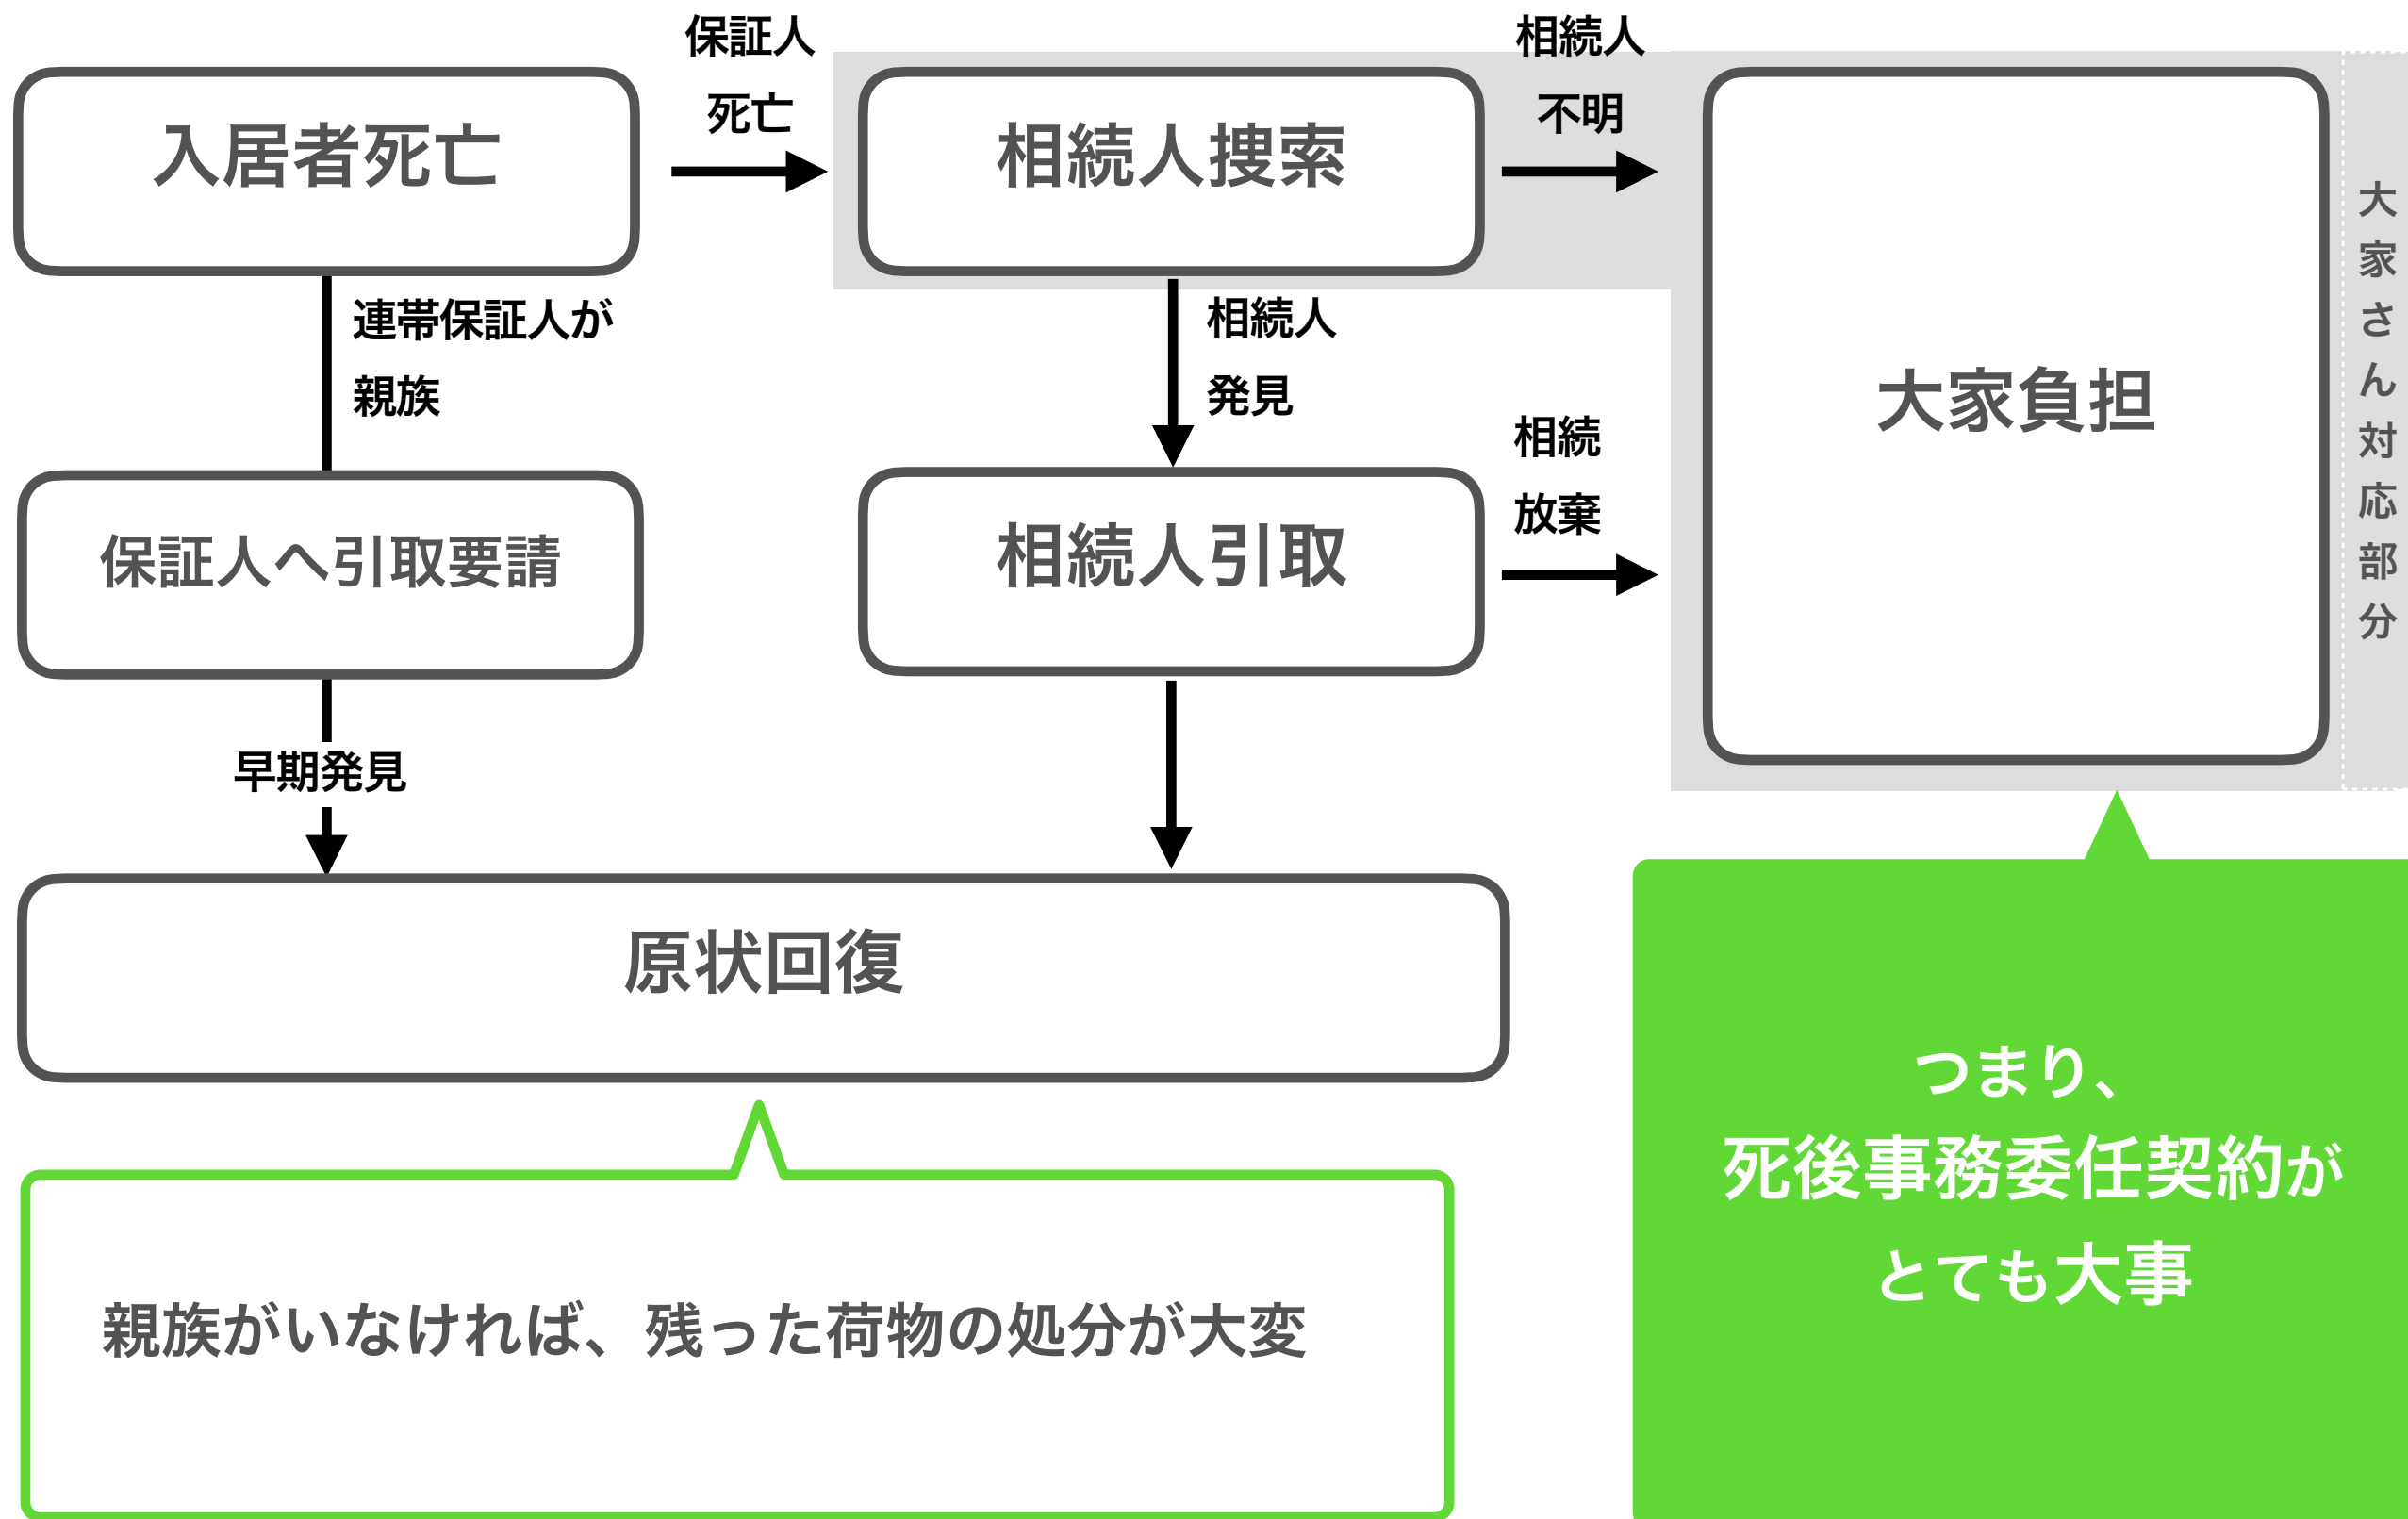 保証人
死亡
相続人
不明
入居者死亡
相続人捜索
大家負担
大家さん対応部分
連帯保証人が
親族
相続人
発見
相続
放棄
保証人へ引取要請
相続人引取
早期発見
原状回復
つまり、
死後事務委任契約が
とても大事
親族がいなければ、残った荷物の処分が大変